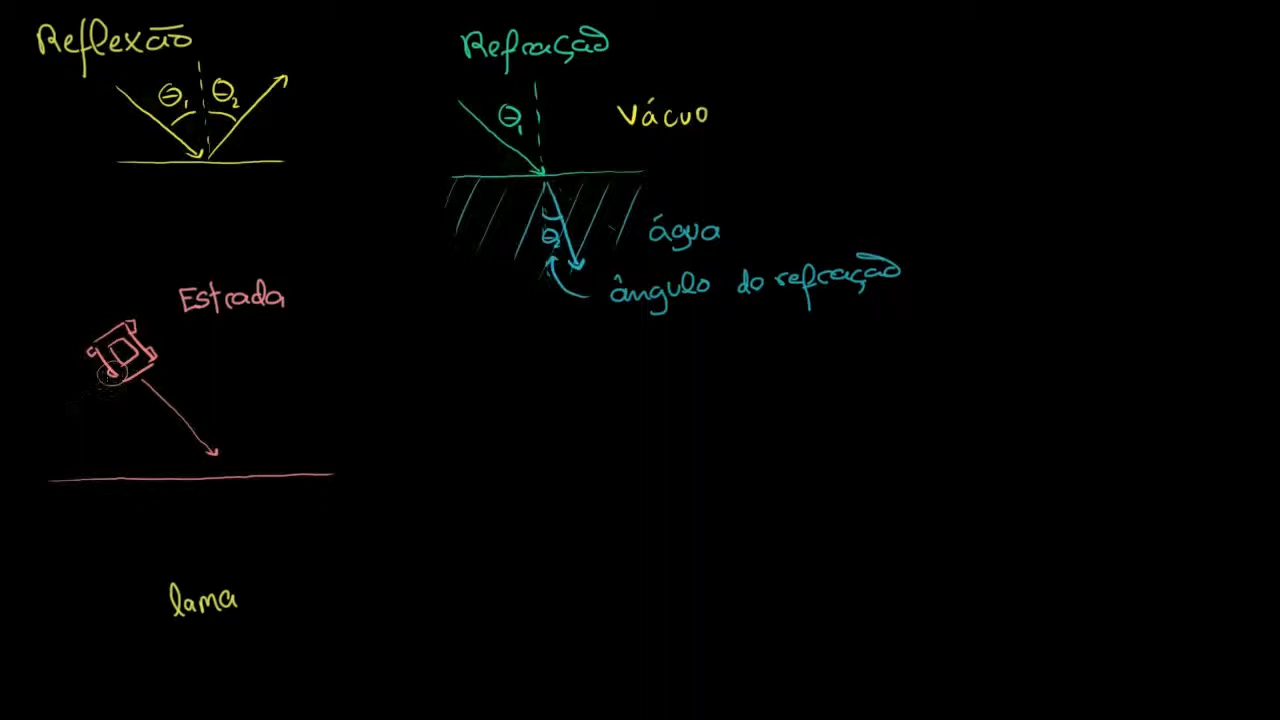 Reflexão
θ₁ θ₂
Refração
θ₁
Vácuo
água
θ₂
ângulo do refração
Estrada
lama